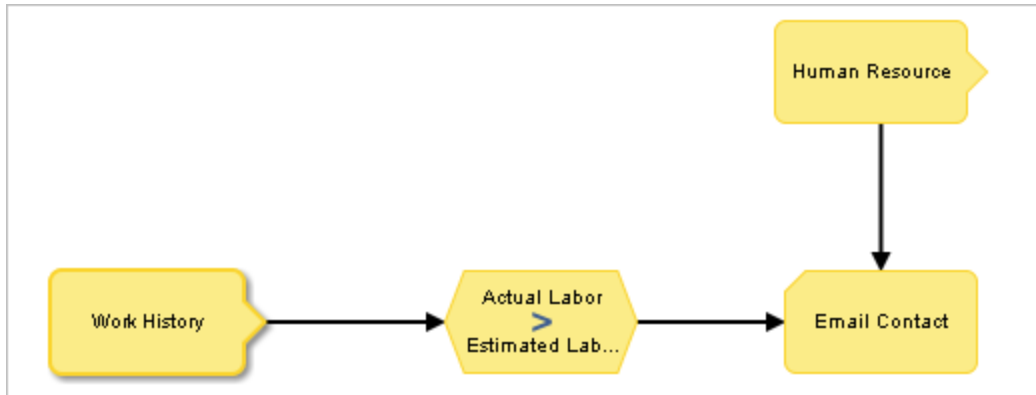 Human Resource
Work History
Actual Labor
>
Estimated Lab...
Email Contact